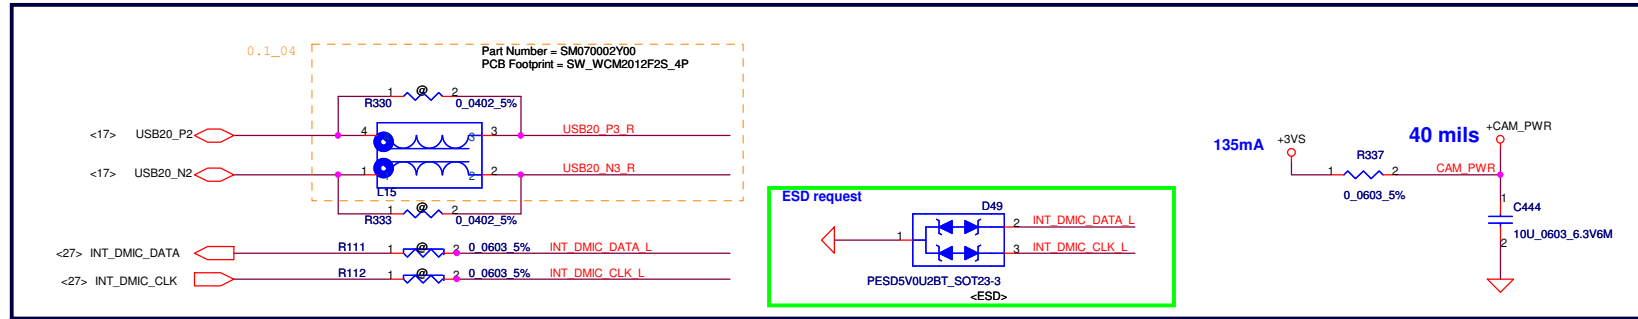 0.1_04
Part Number = SM070002Y00
PCB Footprint = SW_WCM2012F2S_4P
1 @ 2
R330 0_0402_5%
<17> USB20_P2 4 3 3 USB20_P3_R
<17> USB20_N2 1 2 2 USB20_N3_R
L15
1 @ 2
R333 0_0402_5%
<27> INT_DMIC_DATA R111 1 @ 2 0_0603_5% INT_DMIC_DATA_L
<27> INT_DMIC_CLK R112 1 @ 2 0_0603_5% INT_DMIC_CLK_L
ESD request
D49
1 2 INT_DMIC_DATA_L
3 INT_DMIC_CLK_L
PESD5V0U2BT_SOT23-3
<ESD>
135mA +3VS
40 mils +CAM_PWR
R337
1 2 CAM_PWR
0_0603_5%
1
C444
10U_0603_6.3V6M
2